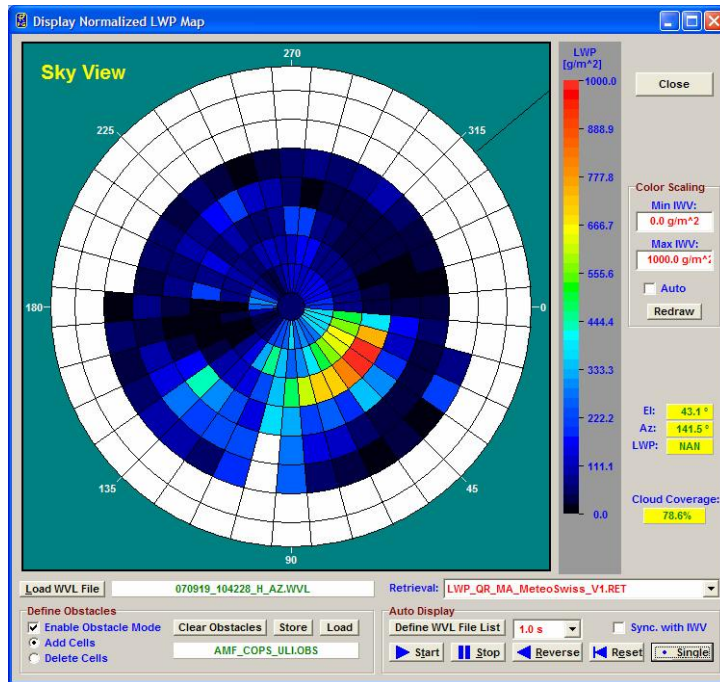 Display Normalized LWP Map
Sky View
270
225
315
180
0
135
45
90
LWP
[g/m^2]
1000.0
888.9
777.8
666.7
555.6
444.4
333.3
222.2
111.1
0.0
Close
Color Scaling
Min IWV:
0.0 g/m^2
Max IWV:
1000.0 g/m^2
Auto
Redraw
El: 43.1 °
Az: 141.5 °
LWP: NAN
Cloud Coverage:
78.6%
Load WVL File 070919_104228_H_AZ.WVL Retrieval: LWP_QR_MA_MeteoSwiss_V1.RET
Define Obstacles
Enable Obstacle Mode Clear Obstacles Store Load
Add Cells
AMF_COPS_ULI.OBS
Delete Cells
Auto Display
Define WVL File List 1.0 s Sync. with IWV
Start Stop Reverse Reset Single